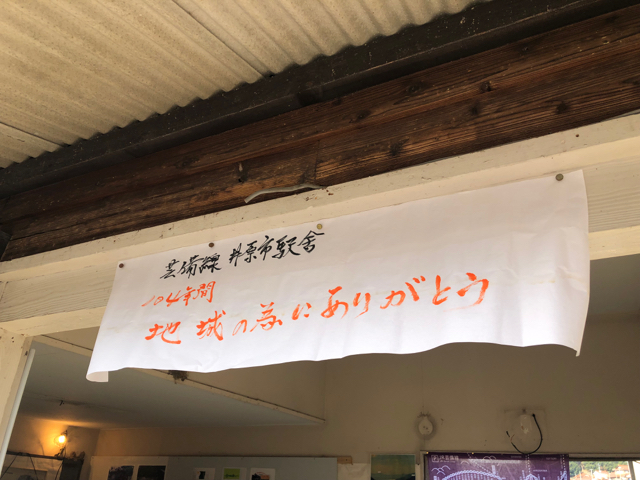 芸備線 井原市駅舎
104年間
地域の為にありがとう